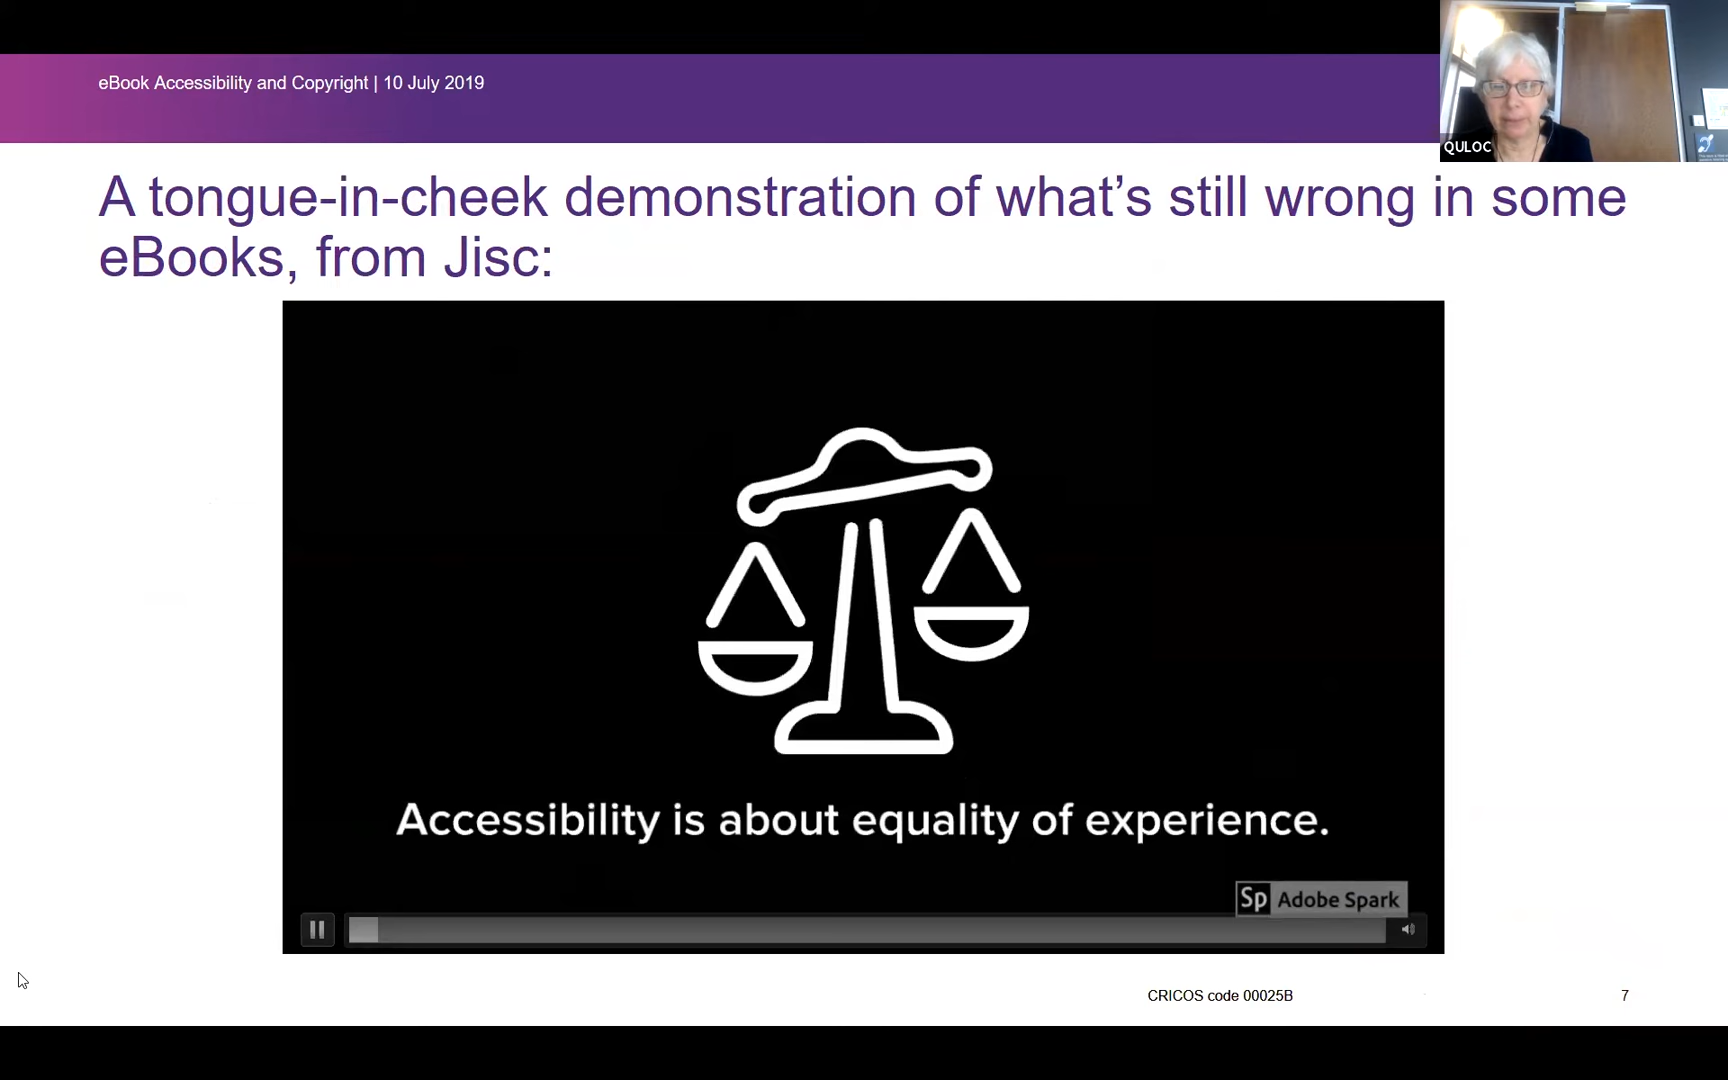 eBook Accessibility and Copyright | 10 July 2019
QULOC
A tongue-in-cheek demonstration of what’s still wrong in some
eBooks, from Jisc:
Accessibility is about equality of experience.
Sp Adobe Spark
CRICOS code 00025B
7